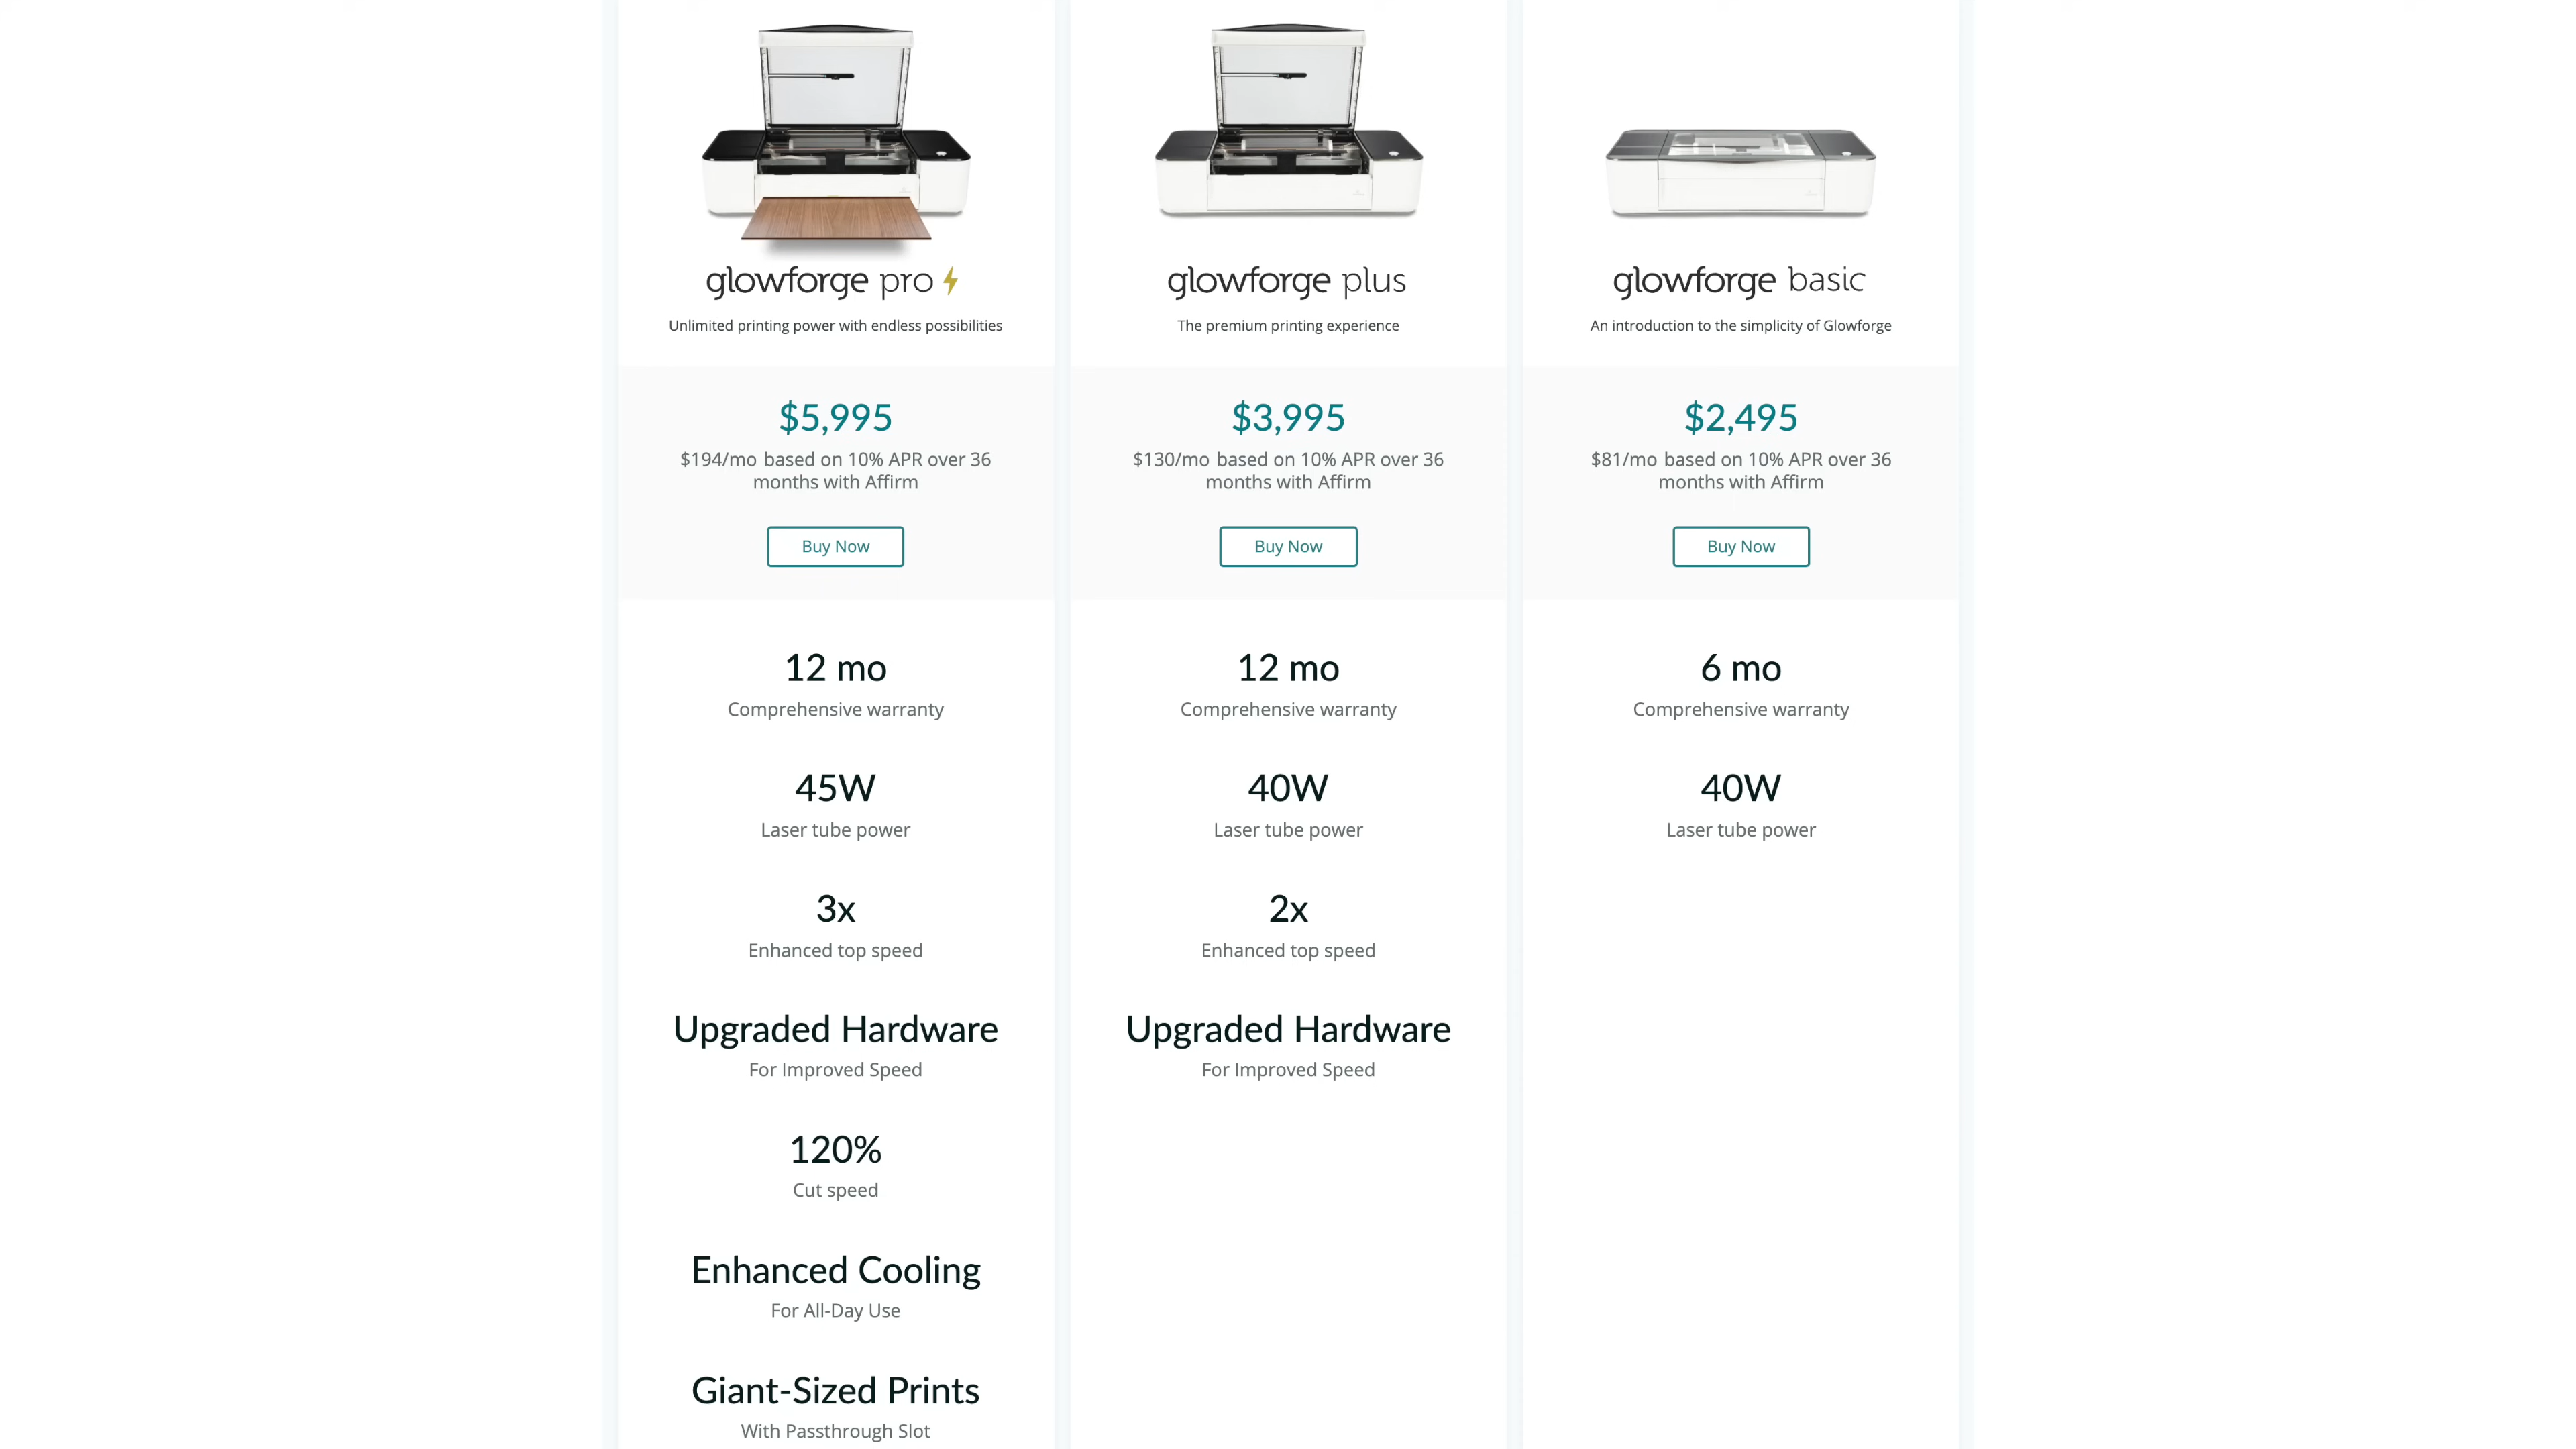 glowforge pro
Unlimited printing power with endless possibilities
$5,995
$194/mo based on 10% APR over 36
months with Affirm
Buy Now
12 mo
Comprehensive warranty
45W
Laser tube power
3x
Enhanced top speed
Upgraded Hardware
For Improved Speed
120%
Cut speed
Enhanced Cooling
For All-Day Use
Giant-Sized Prints
With Passthrough Slot
glowforge plus
The premium printing experience
$3,995
$130/mo based on 10% APR over 36
months with Affirm
Buy Now
12 mo
Comprehensive warranty
40W
Laser tube power
2x
Enhanced top speed
Upgraded Hardware
For Improved Speed
glowforge basic
An introduction to the simplicity of Glowforge
$2,495
$81/mo based on 10% APR over 36
months with Affirm
Buy Now
6 mo
Comprehensive warranty
40W
Laser tube power